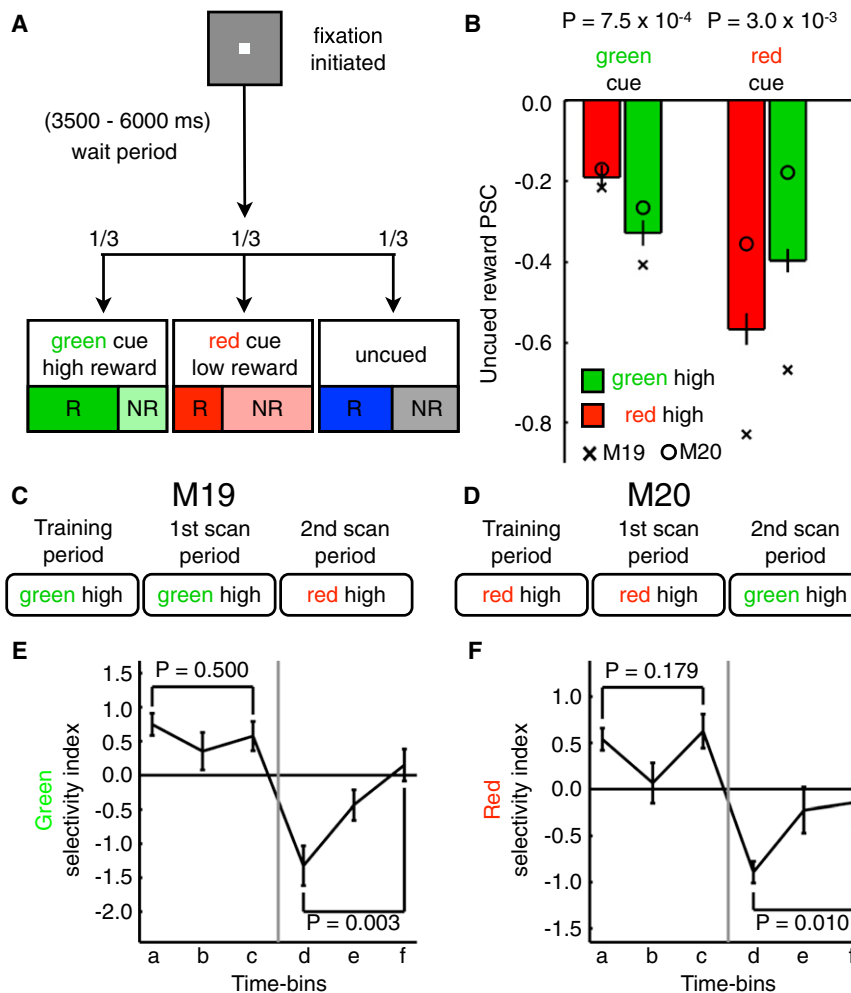 A
fixation
initiated
(3500 - 6000 ms)
wait period
1/3 1/3 1/3
green cue
high reward
R NR
red cue
low reward
R NR
uncued
R NR
B
P = 7.5 x 10-4 P = 3.0 x 10-3
green
cue
red
cue
Uncued reward PSC
0.0
-0.2
-0.4
-0.6
-0.8
green high
red high
M19 M20
C
M19
Training
period
1st scan
period
2nd scan
period
green high
green high
red high
D
M20
Training
period
1st scan
period
2nd scan
period
red high
red high
green high
E
Green
selectivity index
1.5
1.0
0.5
0.0
-0.5
-1.0
-1.5
-2.0
P = 0.500
P = 0.003
a b c d e f
Time-bins
F
Red
selectivity index
1.0
0.5
0.0
-0.5
-1.0
-1.5
P = 0.179
P = 0.010
a b c d e f
Time-bins